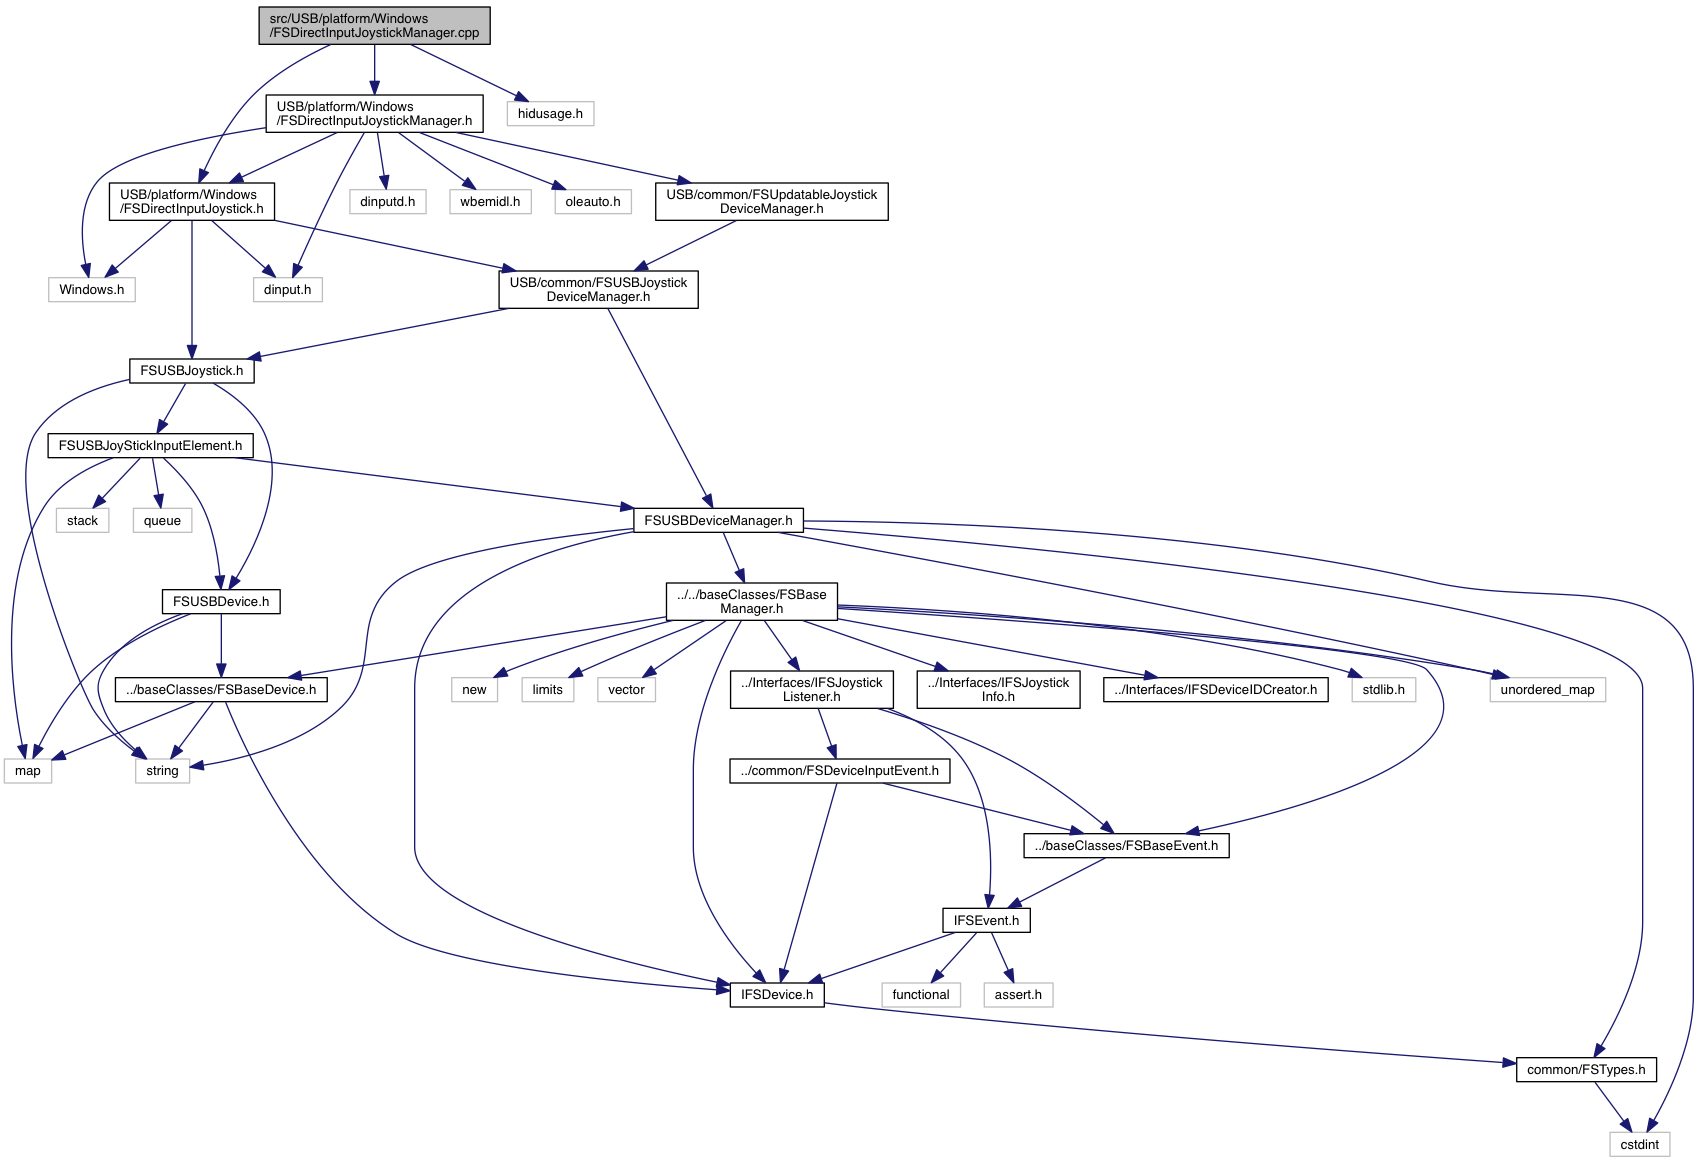 src/USB/platform/Windows
/FSDirectInputJoystickManager.cpp
USB/platform/Windows
/FSDirectInputJoystickManager.h
hidusage.h
USB/platform/Windows
/FSDirectInputJoystick.h
dinputd.h
wbemidl.h
oleauto.h
USB/common/FSUpdatableJoystick
DeviceManager.h
Windows.h
dinput.h
USB/common/FSUSBJoystick
DeviceManager.h
FSUSBJoystick.h
FSUSBJoyStickInputElement.h
stack
queue
FSUSBDeviceManager.h
FSUSBDevice.h
../../baseClasses/FSBase
Manager.h
../baseClasses/FSBaseDevice.h
new
limits
vector
../Interfaces/IFSJoystick
Listener.h
../Interfaces/IFSJoystick
Info.h
../Interfaces/IFSDeviceIDCreator.h
stdlib.h
unordered_map
map
string
../common/FSDeviceInputEvent.h
../baseClasses/FSBaseEvent.h
IFSEvent.h
IFSDevice.h
functional
assert.h
common/FSTypes.h
cstdint